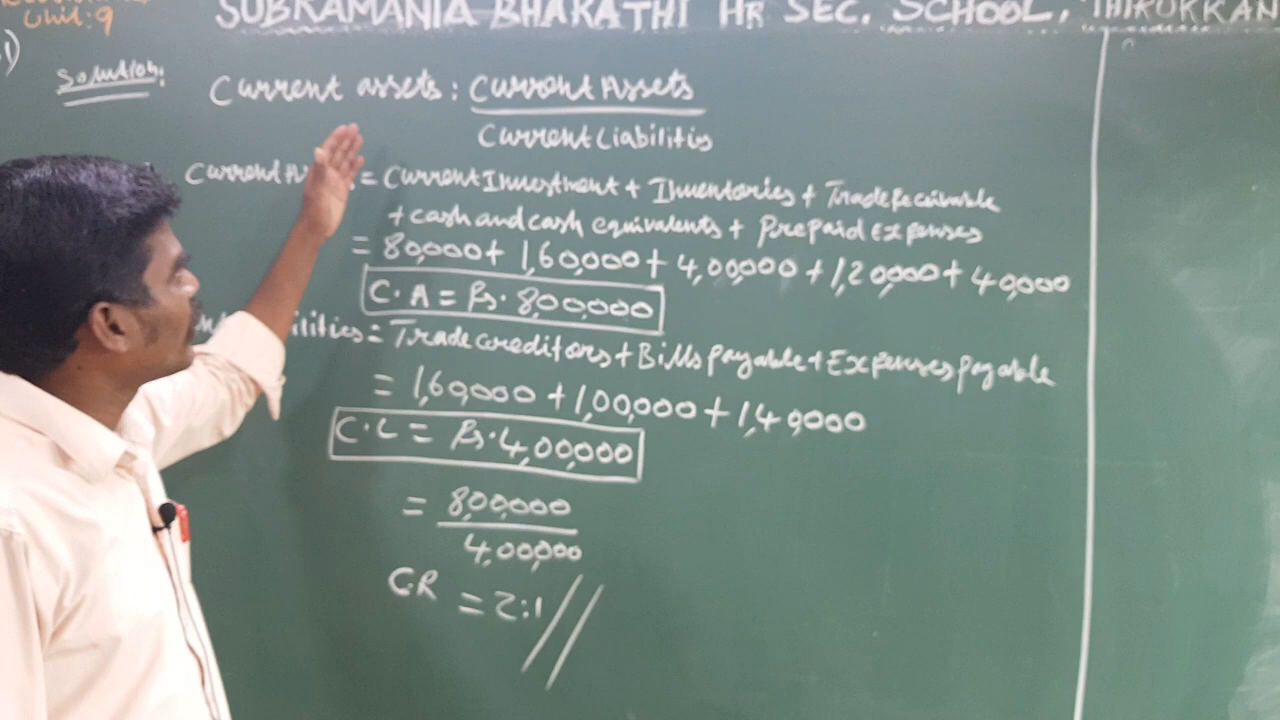 Unit:9
SUBRAMANIA BHARATHI HR SEC. SCHOOL, THIRUKKAN
Solution:
Current assets : Current Assets
Current Liabilities
Current = Current Investment + Inventories + Trade Receivable
+ cash and cash equivalents + Prepaid Expenses
= 80,000 + 1,60,000 + 4,00,000 + 1,20,000 + 40,000
C.A = Rs. 8,00,000
ilities = Trade creditors + Bills payable + Expenses payable
= 1,60,000 + 1,00,000 + 1,40,000
C.L = Rs. 4,00,000
= 8,00,000
4,00,000
C.R = 2:1